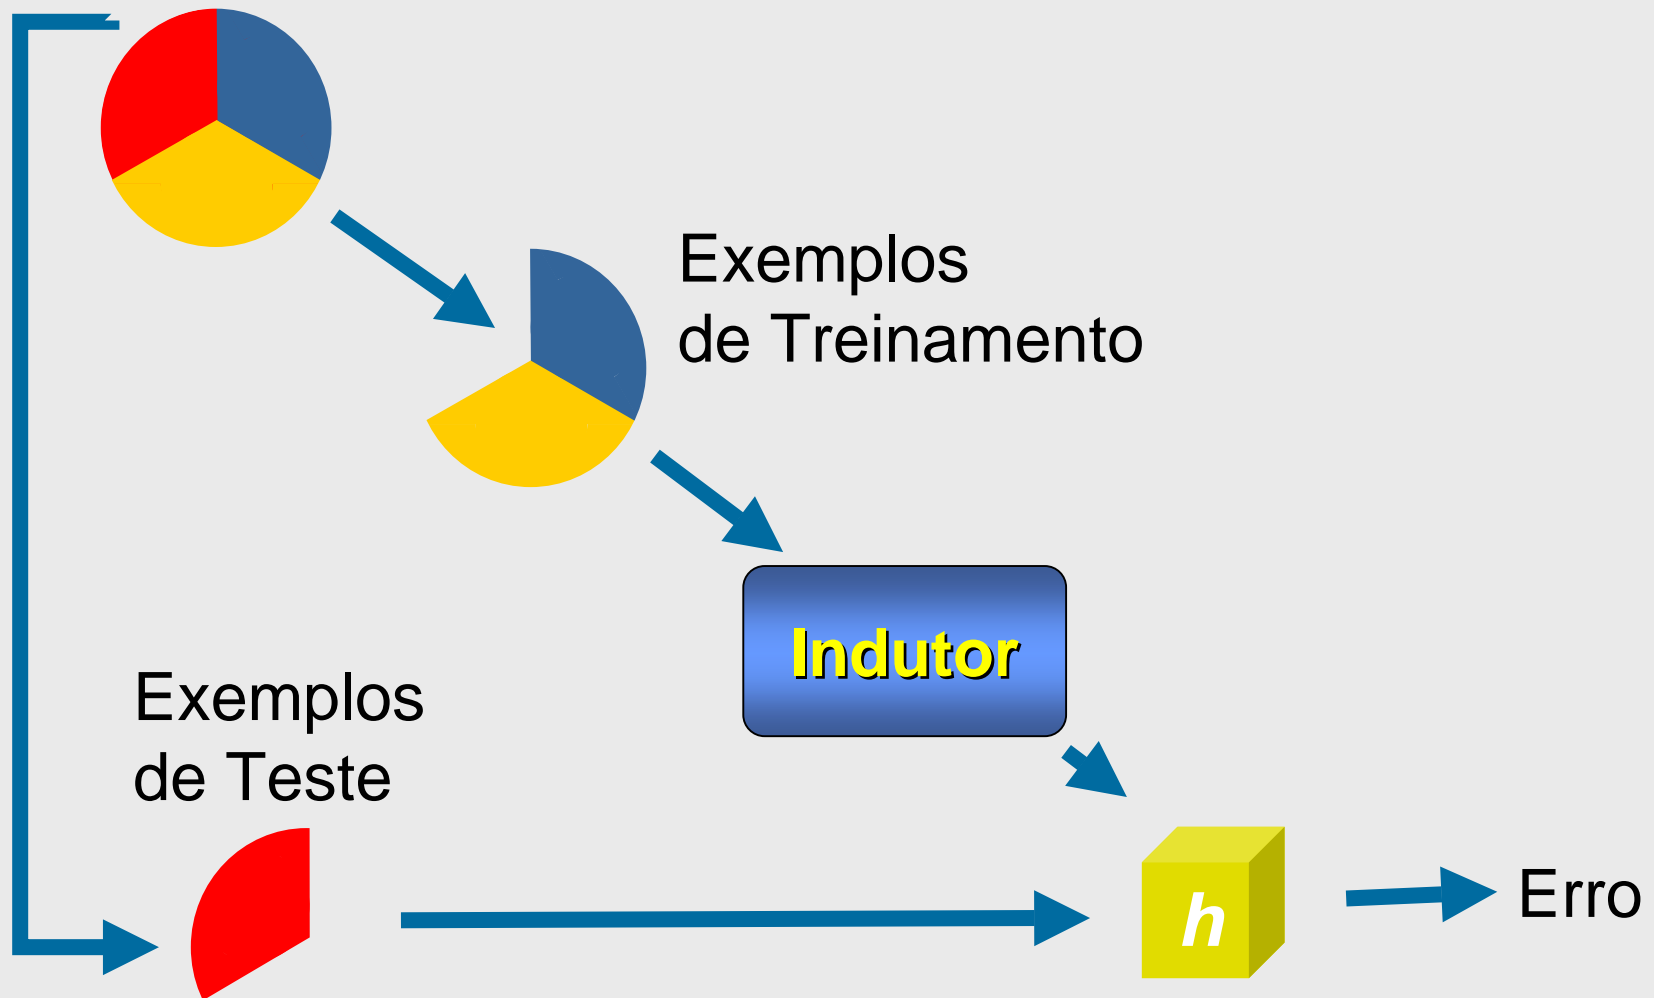 Exemplos
de Treinamento
Indutor
Exemplos
de Teste
h
Erro